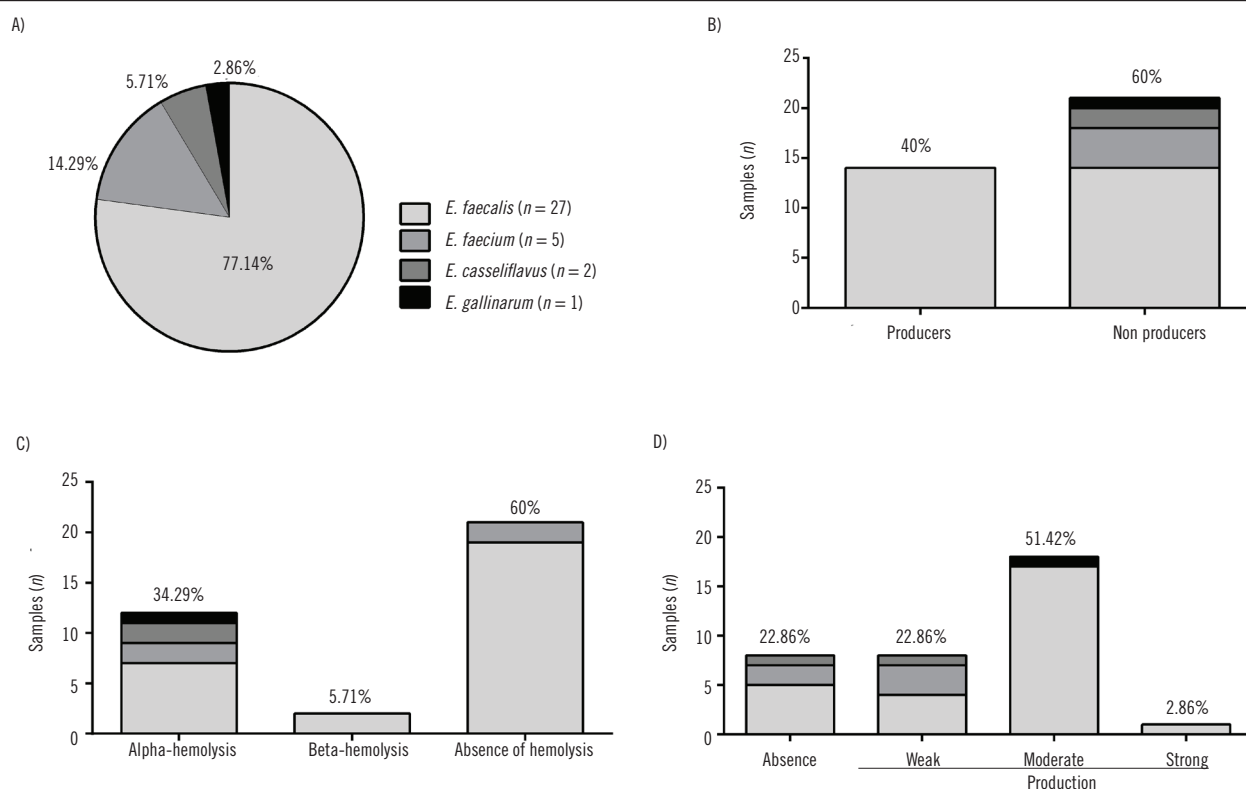 A)
2.86%
5.71%
14.29%
77.14%
E. faecalis (n = 27)
E. faecium (n = 5)
E. casseliflavus (n = 2)
E. gallinarum (n = 1)
B)
Samples (n)
25
20
15
10
5
0
40%
60%
Producers
Non producers
C)
Samples (n)
25
20
15
10
5
0
34.29%
5.71%
60%
Alpha-hemolysis
Beta-hemolysis
Absence of hemolysis
D)
Samples (n)
25
20
15
10
5
0
22.86%
22.86%
51.42%
2.86%
Absence
Weak
Moderate
Strong
Production